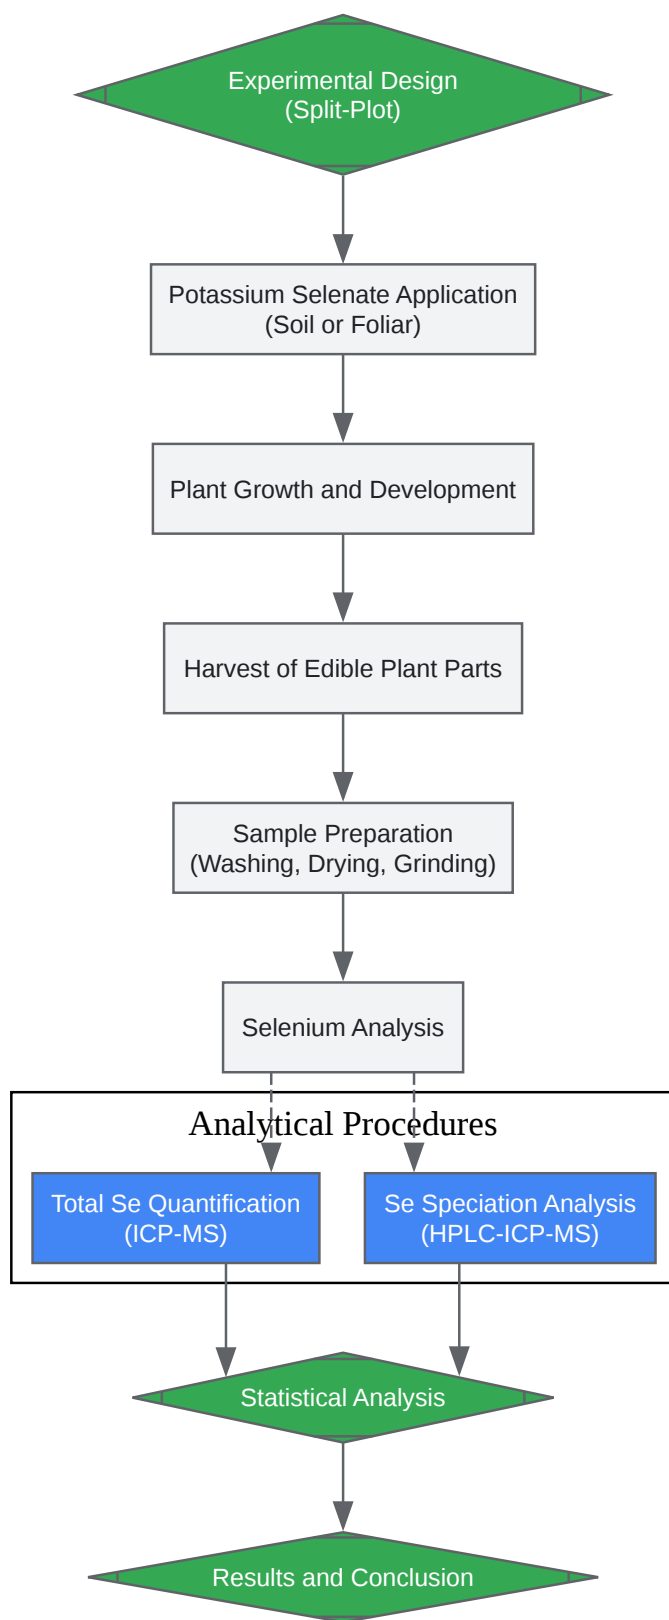 Experimental Design
(Split-Plot)
Potassium Selenate Application
(Soil or Foliar)
Plant Growth and Development
Harvest of Edible Plant Parts
Sample Preparation
(Washing, Drying, Grinding)
Selenium Analysis
Analytical Procedures
Total Se Quantification
(ICP-MS)
Se Speciation Analysis
(HPLC-ICP-MS)
Statistical Analysis
Results and Conclusion